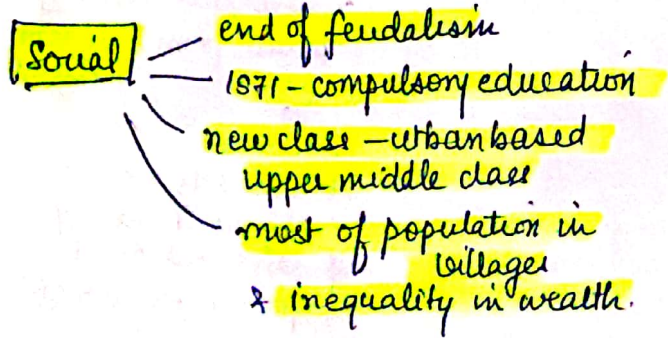 Social
end of feudalism
1871 - compulsory education
new class - urban based
upper middle class
most of population in
villages
& inequality in wealth.